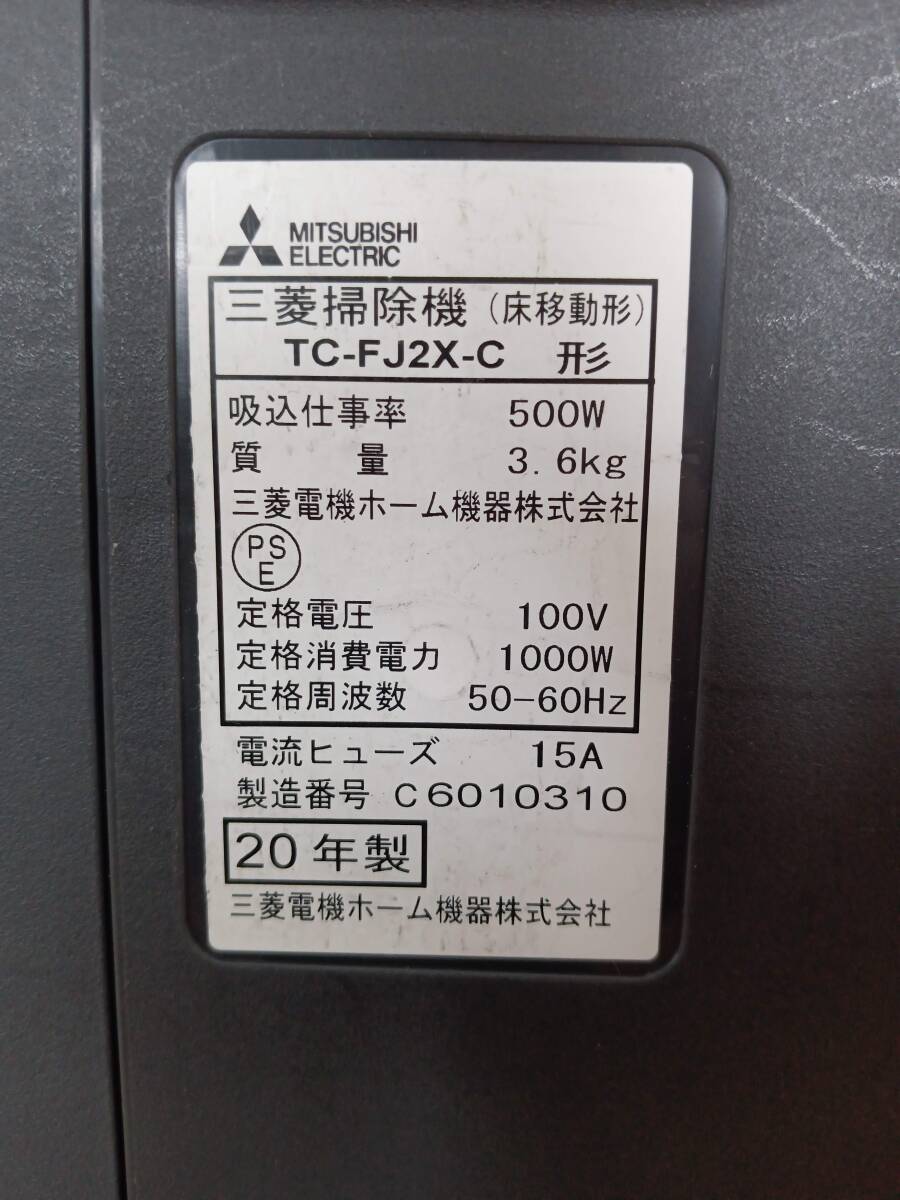 MITSUBISHI
ELECTRIC
三菱掃除機（床移動形）
TC-FJ2X-C 形
吸込仕事率 500W
質量 3.6kg
三菱電機ホーム機器株式会社
PS
E
定格電圧 100V
定格消費電力 1000W
定格周波数 50-60Hz
電流ヒューズ 15A
製造番号 C6010310
20年製
三菱電機ホーム機器株式会社